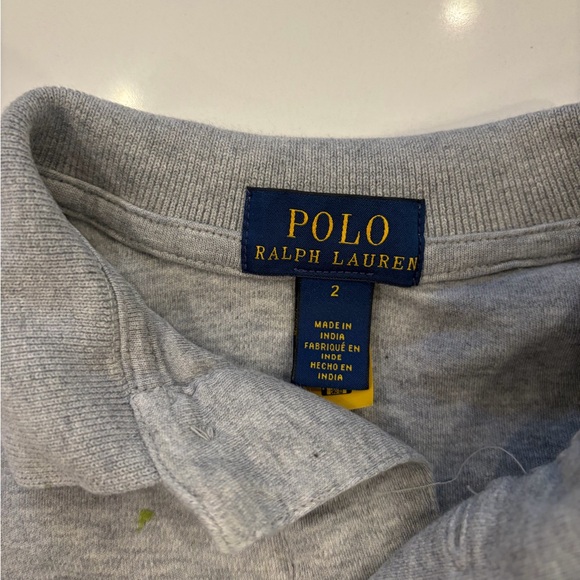 POLO
RALPH LAUREN
2
MADE IN
INDIA
FABRIQUÉ EN
INDE
HECHO EN
INDIA